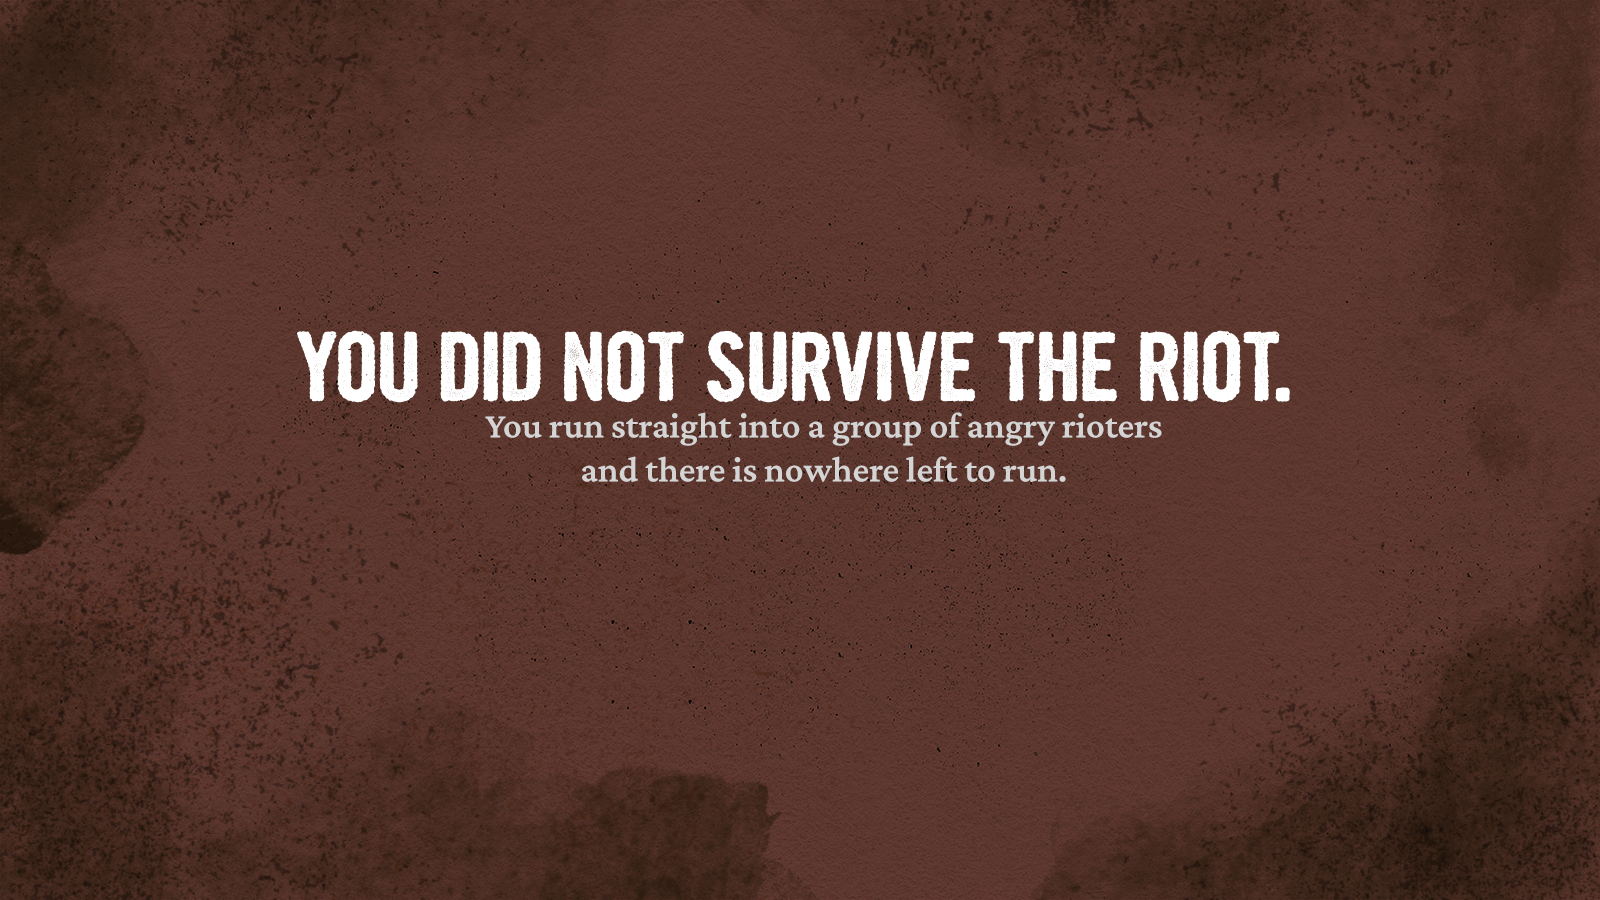 YOU DID NOT SURVIVE THE RIOT.
You run straight into a group of angry rioters
and there is nowhere left to run.